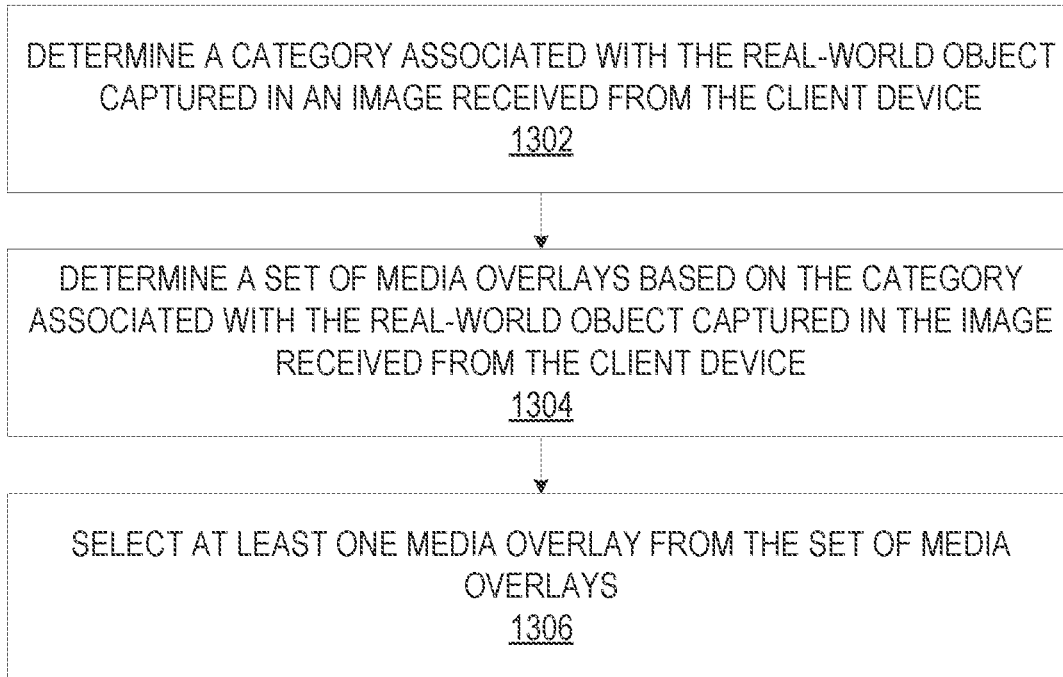 DETERMINE A CATEGORY ASSOCIATED WITH THE REAL-WORLD OBJECT
CAPTURED IN AN IMAGE RECEIVED FROM THE CLIENT DEVICE
1302
DETERMINE A SET OF MEDIA OVERLAYS BASED ON THE CATEGORY
ASSOCIATED WITH THE REAL-WORLD OBJECT CAPTURED IN THE IMAGE
RECEIVED FROM THE CLIENT DEVICE
1304
SELECT AT LEAST ONE MEDIA OVERLAY FROM THE SET OF MEDIA
OVERLAYS
1306